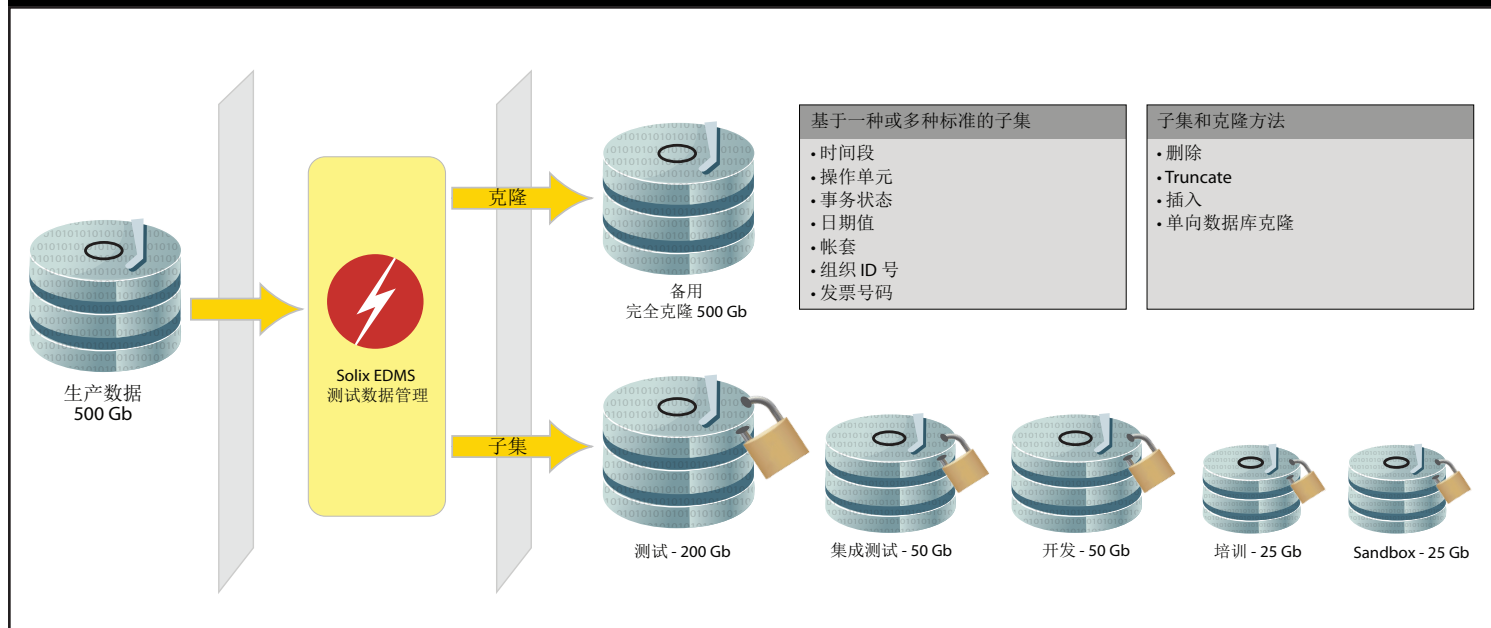 生产数据
500 Gb
Solix EDMS
测试数据管理
克隆
子集
备用
完全克隆 500 Gb
基于一种或多种标准的子集
• 时间段
• 操作单元
• 事务状态
• 日期值
• 帐套
• 组织 ID 号
• 发票号码
子集和克隆方法
• 删除
• Truncate
• 插入
• 单向数据库克隆
测试 - 200 Gb
集成测试 - 50 Gb
开发 - 50 Gb
培训 - 25 Gb
Sandbox - 25 Gb